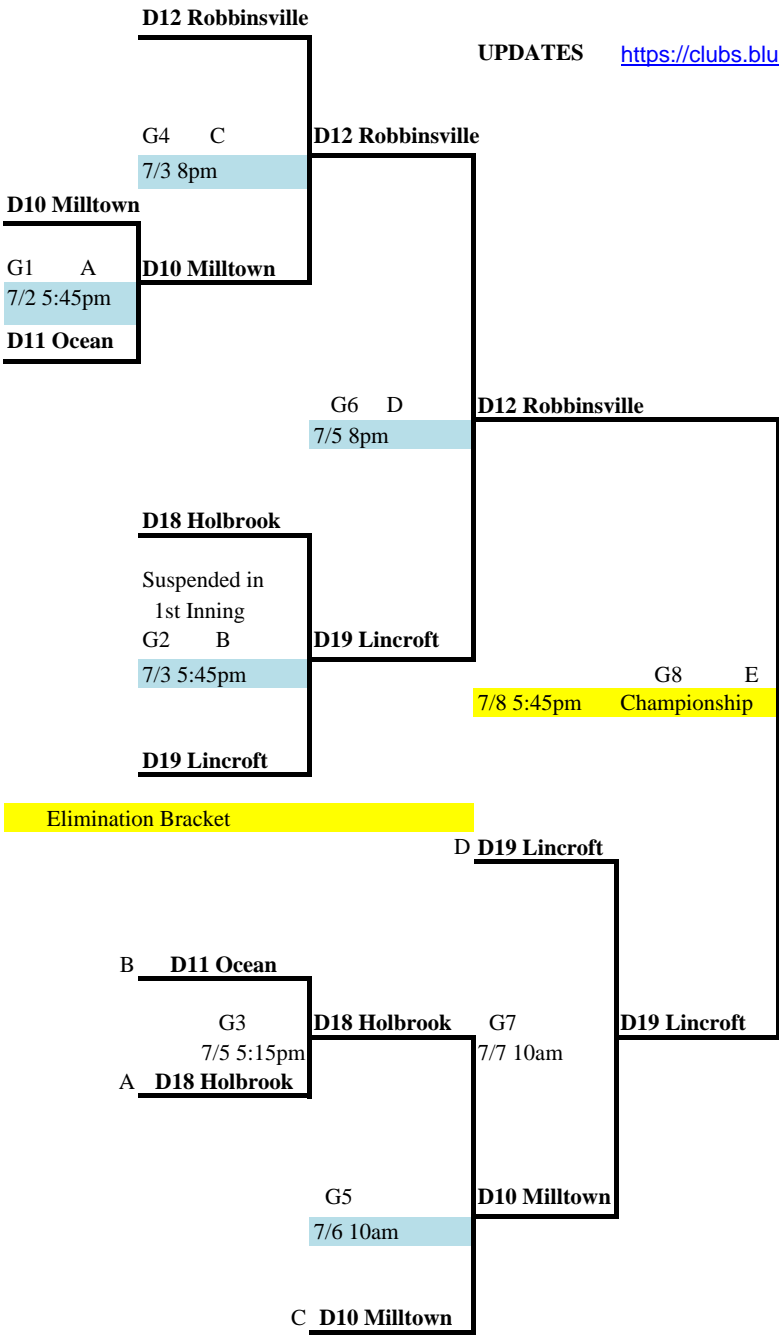 D12 Robbinsville
UPDATES https://clubs.blu
G4 C D12 Robbinsville
7/3 8pm
D10 Milltown
G1 A D10 Milltown
7/2 5:45pm
D11 Ocean
G6 D D12 Robbinsville
7/5 8pm
D18 Holbrook
Suspended in
1st Inning
G2 B D19 Lincroft
7/3 5:45pm G8 E
7/8 5:45pm Championship
D19 Lincroft
Elimination Bracket
D D19 Lincroft
B D11 Ocean
G3 D18 Holbrook G7 D19 Lincroft
7/5 5:15pm 7/7 10am
A D18 Holbrook
G5 D10 Milltown
7/6 10am
C D10 Milltown